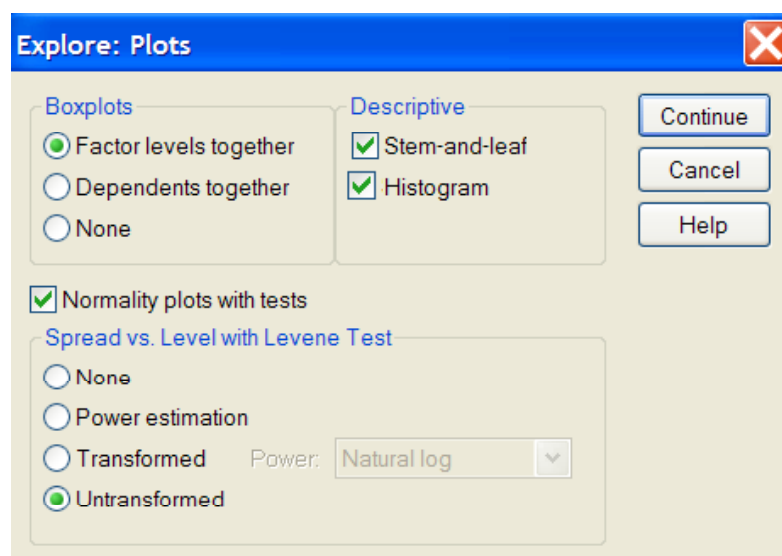 Explore: Plots
Boxplots
Factor levels together
Dependents together
None
Descriptive
Stem-and-leaf
Histogram
Continue
Cancel
Help
Normality plots with tests
Spread vs. Level with Levene Test
None
Power estimation
Transformed Power: Natural log
Untransformed